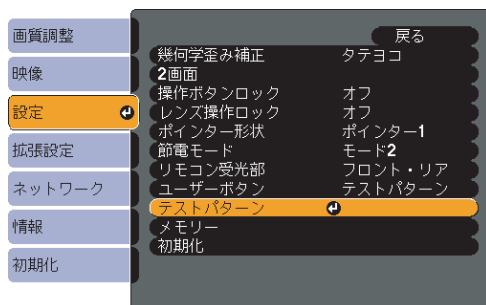 画質調整
映像
設定
拡張設定
ネットワーク
情報
初期化
戻る
幾何学歪み補正 タテヨコ
2画面
操作ボタンロック オフ
レンズ操作ロック オフ
ポインター形状 ポインター1
節電モード モード2
リモコン受光部 フロント・リア
ユーザーボタン テストパターン
テストパターン
メモリー
初期化